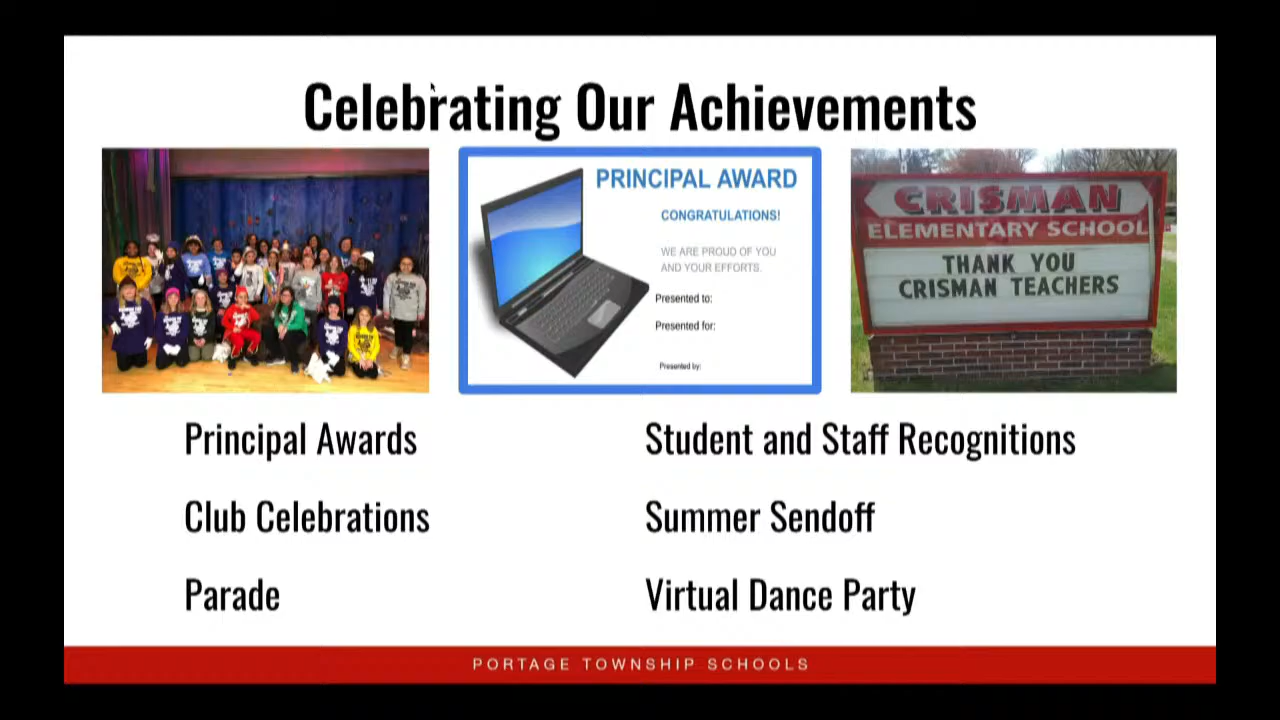 Celebrating Our Achievements
PRINCIPAL AWARD
CONGRATULATIONS!
WE ARE PROUD OF YOU
AND YOUR EFFORTS.
Presented to:
Presented for:
Presented by:
CRISMAN
ELEMENTARY SCHOOL
THANK YOU
CRISMAN TEACHERS
Principal Awards
Student and Staff Recognitions
Club Celebrations
Summer Sendoff
Parade
Virtual Dance Party
PORTAGE TOWNSHIP SCHOOLS